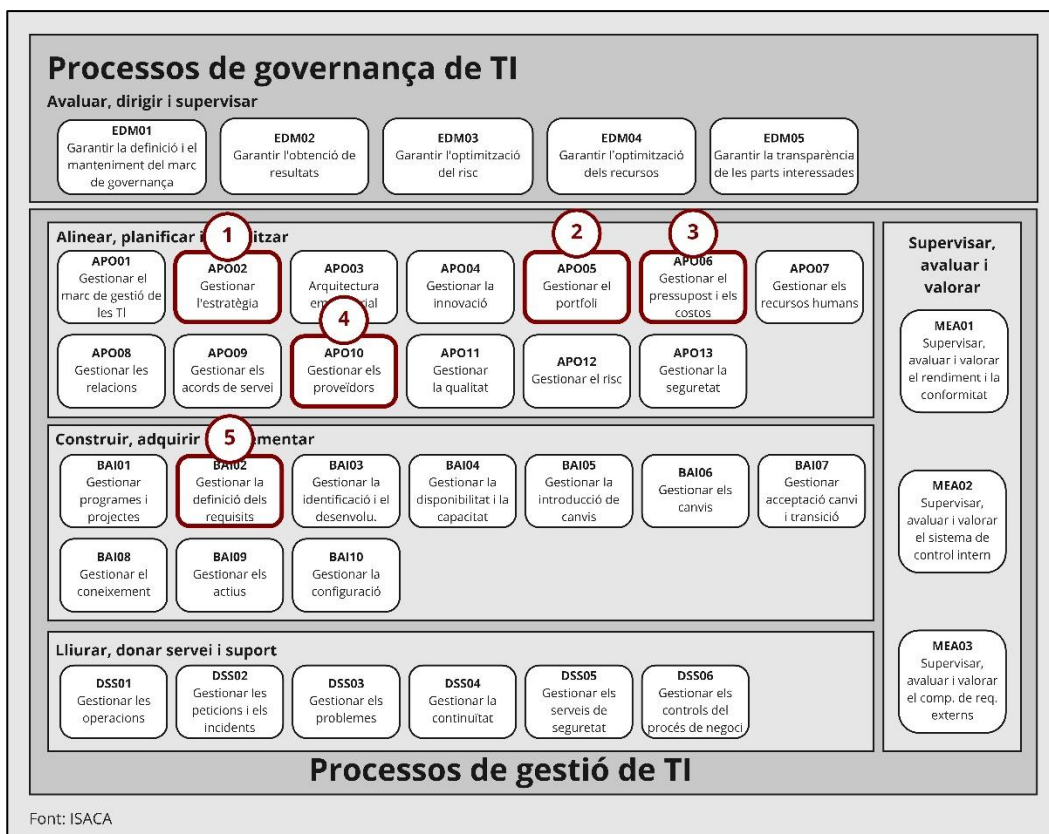 Processos de governança de TI
Avaluar, dirigir i supervisar
EDM01
Garantir la definició i el
manteniment del marc
de governança
EDM02
Garantir l'obtenció de
resultats
EDM03
Garantir l'optimització
del risc
EDM04
Garantir l'optimització
dels recursos
EDM05
Garantir la transparència
de les parts interessades
Alinear, planificar i
itzar
1
2
3
APO01
Gestionar el
marc de gestió de
les TI
APO02
Gestionar
l'estratègia
APO03
Arquitectura
APO04
Gestionar la
innovació
APO05
Gestionar el
portfoli
APO06
Gestionar el
pressupost i els
costos
APO07
Gestionar els
recursos humans
4
APO08
Gestionar les
relacions
APO09
Gestionar els
acords de servei
APO10
Gestionar els
proveïdors
APO11
Gestionar
la qualitat
APO12
Gestionar el risc
APO13
Gestionar la
seguretat
Construir, adquirir
ementar
5
BAI01
Gestionar
programes i
projectes
BAI02
Gestionar la
definició dels
requisits
BAI03
Gestionar la
identificació i el
desenvolu.
BAI04
Gestionar la
disponibilitat i la
capacitat
BAI05
Gestionar la
introducció de
canvis
BAI06
Gestionar els
canvis
BAI07
Gestionar
acceptació canvi
i transició
BAI08
Gestionar el
coneixement
BAI09
Gestionar els
actius
BAI10
Gestionar la
configuració
Lliurar, donar servei i suport
DSS01
Gestionar les
operacions
DSS02
Gestionar les
peticions i els
incidents
DSS03
Gestionar els
problemes
DSS04
Gestionar la
continuïtat
DSS05
Gestionar els
serveis de
seguretat
DSS06
Gestionar els
controls del
procés de negoci
Supervisar,
avaluar i
valorar
MEA01
Supervisar,
avaluar i valorar
el rendiment i la
conformitat
MEA02
Supervisar,
avaluar i valorar
el sistema de
control intern
MEA03
Supervisar,
avaluar i valorar
el comp. de req.
externs
Processos de gestió de TI
Font: ISACA